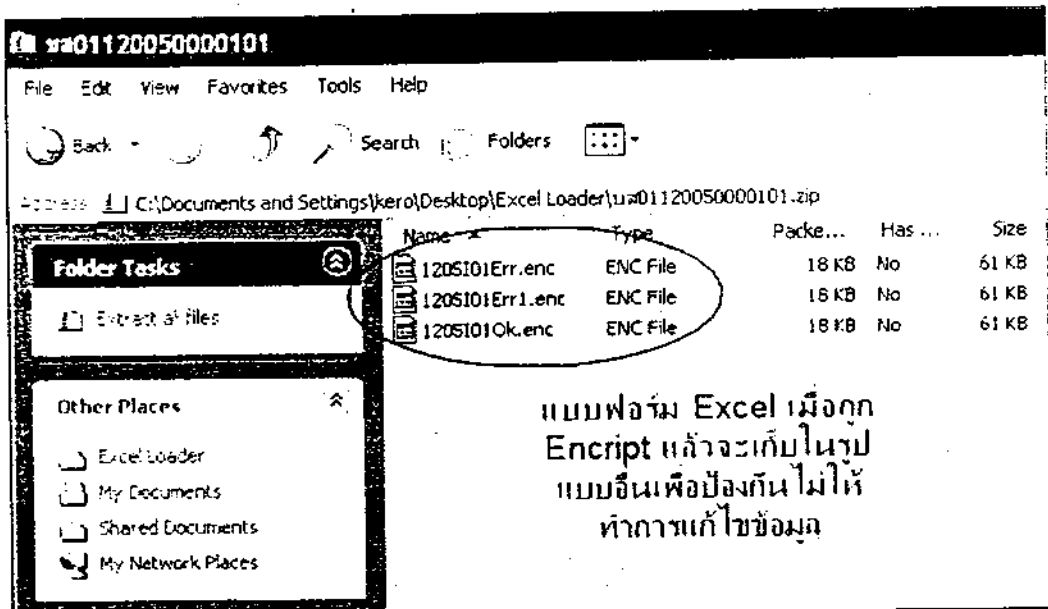 บส01120050000101
File Edit View Favorites Tools Help
Back Search Folders
Address C:\Documents and Settings\kero\Desktop\Excel Loader\บส01120050000101.zip
Name Type Packe... Has ... Size
1205I01Err.enc ENC File 18 KB No 61 KB
1205I01Err1.enc ENC File 18 KB No 61 KB
1205I01Ok.enc ENC File 18 KB No 61 KB
Folder Tasks
Extract all files
Other Places
Excel Loader
My Documents
Shared Documents
My Network Places
แบบฟอร์ม Excel เมื่อถูก
Encript แล้วจะเก็บในรูป
แบบอื่นเพื่อป้องกันไม่ให้
ทำการแก้ไขข้อมูล